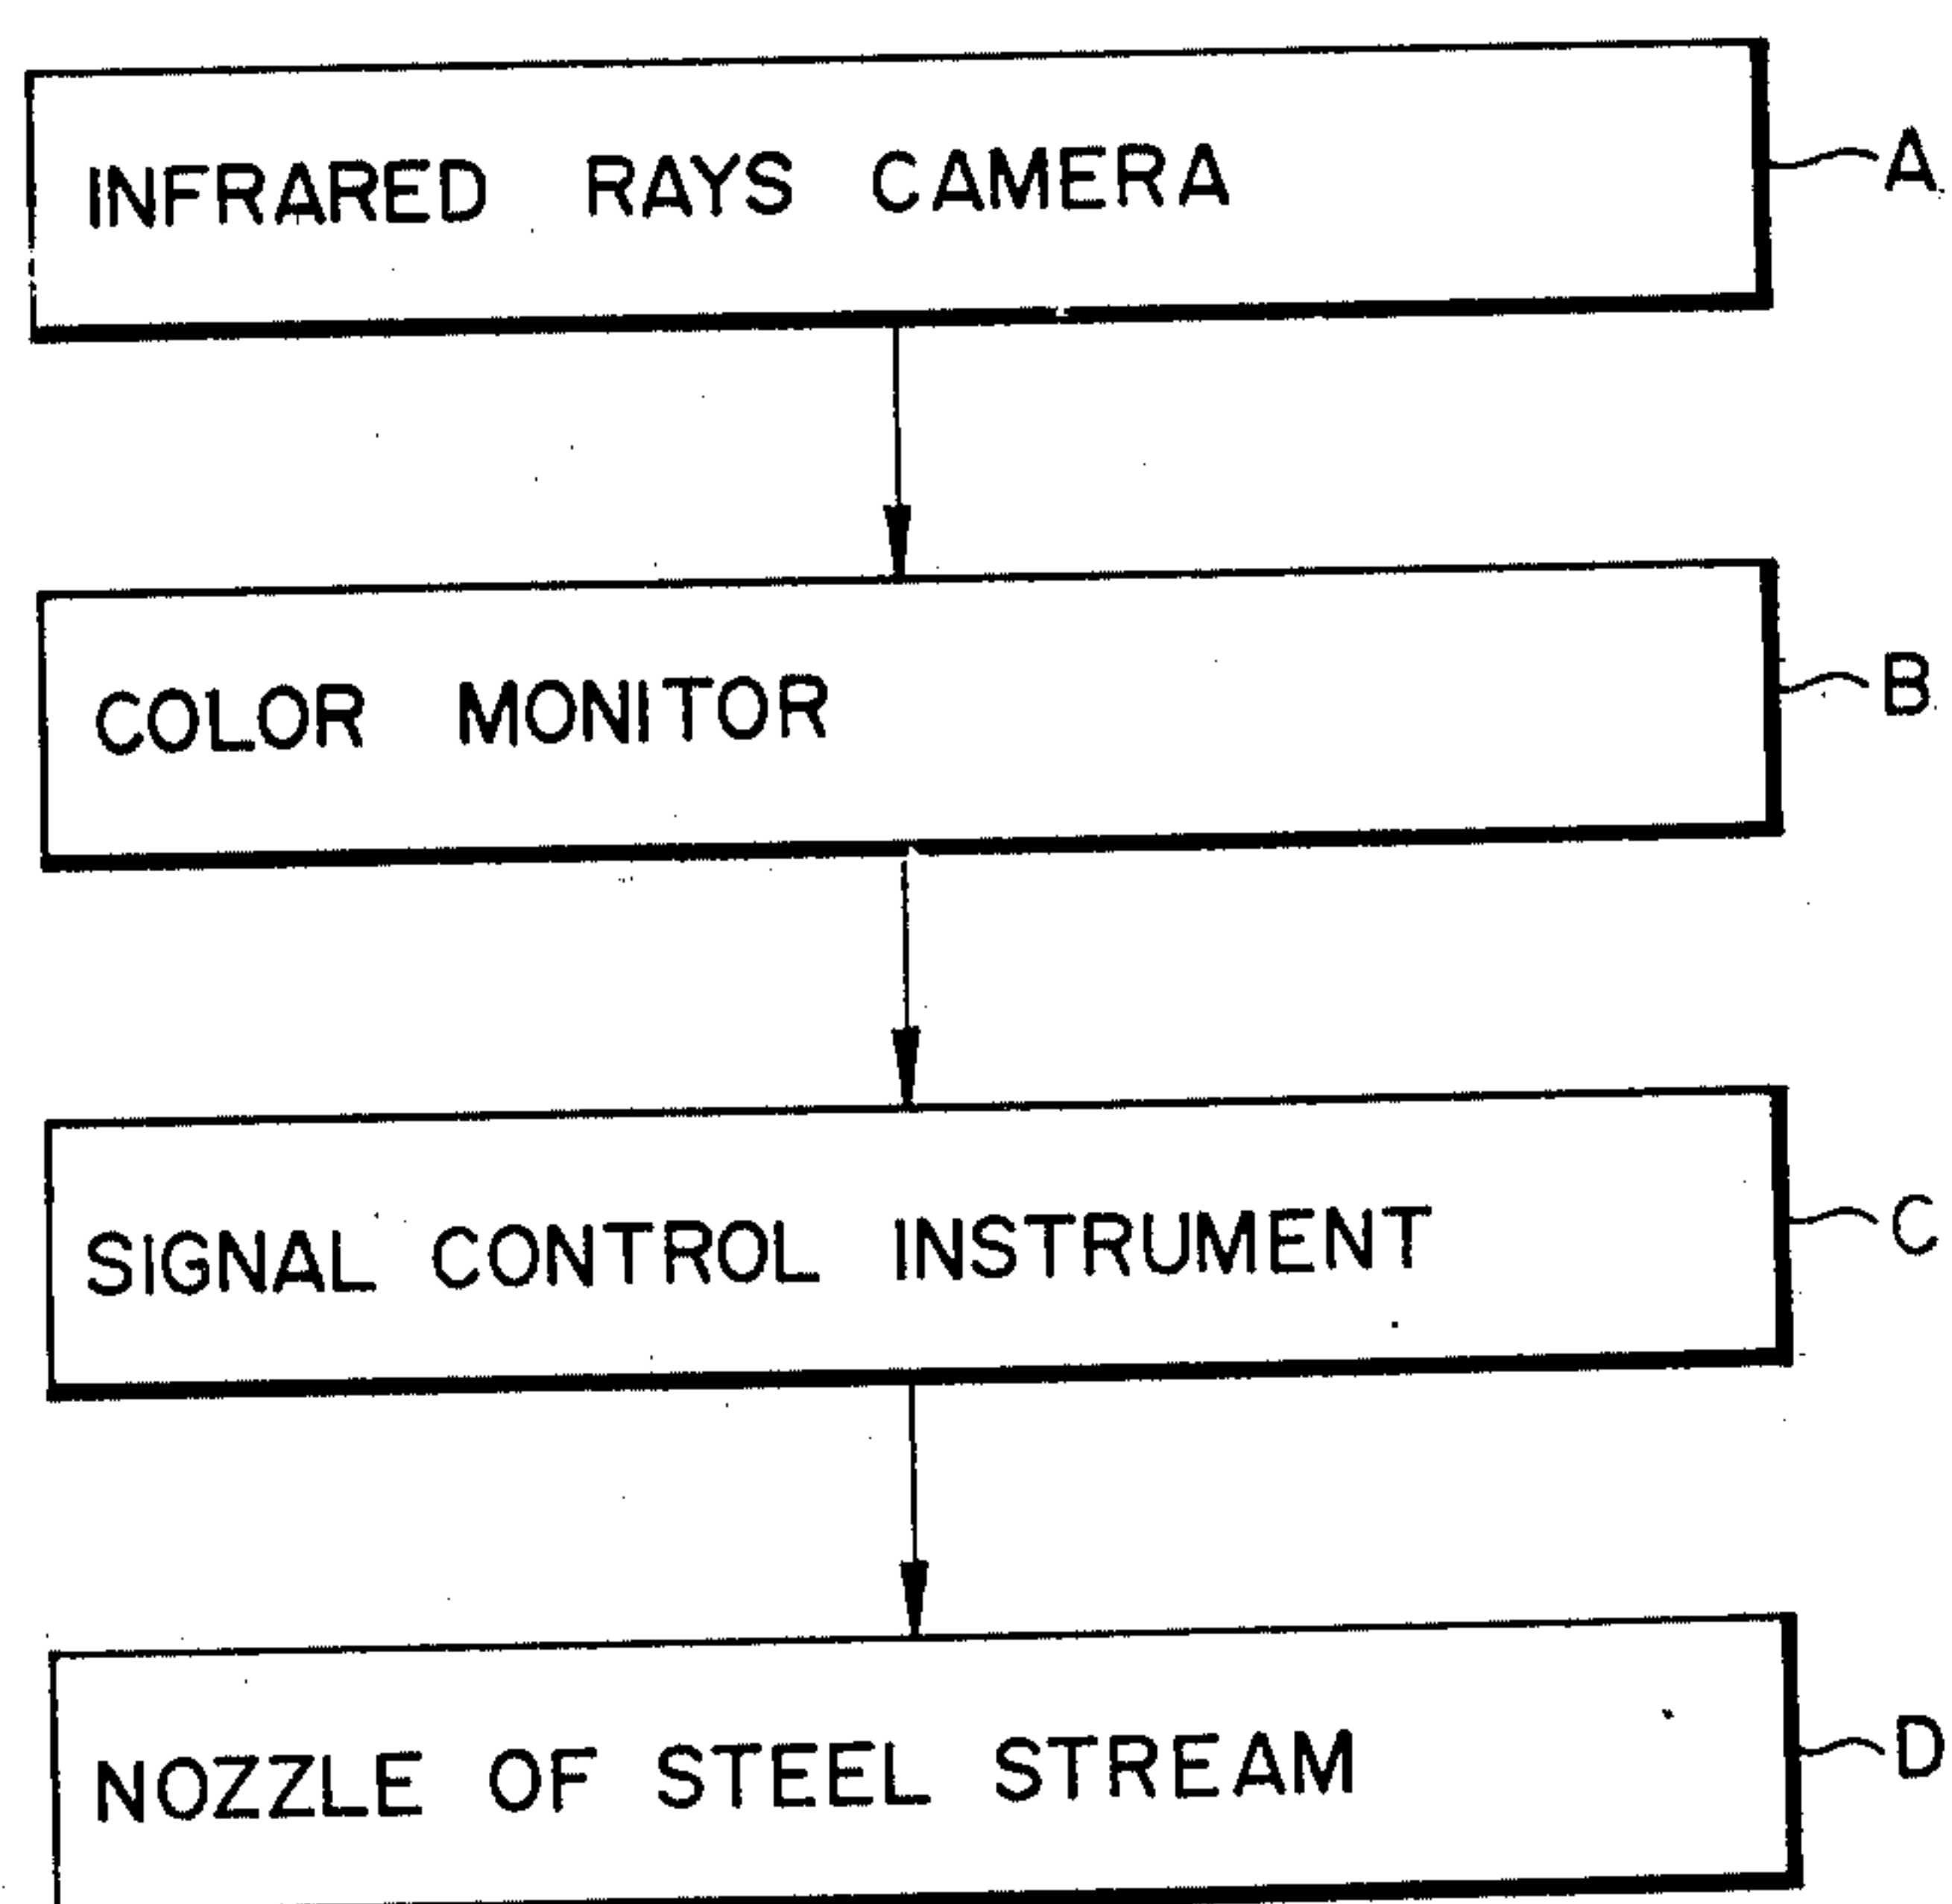 INFRARED RAYS CAMERA
A
COLOR MONITOR
B
SIGNAL CONTROL INSTRUMENT
C
NOZZLE OF STEEL STREAM
D